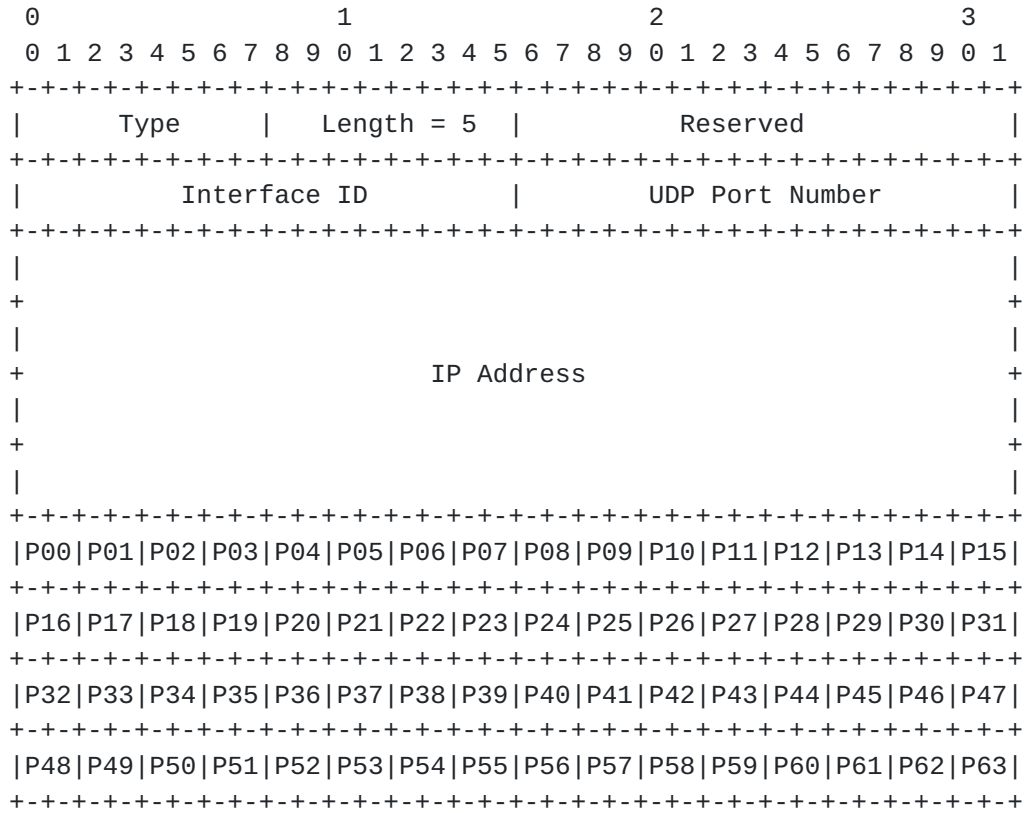 0                   1                   2                   3
 0 1 2 3 4 5 6 7 8 9 0 1 2 3 4 5 6 7 8 9 0 1 2 3 4 5 6 7 8 9 0 1
+-+-+-+-+-+-+-+-+-+-+-+-+-+-+-+-+-+-+-+-+-+-+-+-+-+-+-+-+-+-+-+-+
|      Type     |   Length = 5  |          Reserved             |
+-+-+-+-+-+-+-+-+-+-+-+-+-+-+-+-+-+-+-+-+-+-+-+-+-+-+-+-+-+-+-+-+
|          Interface ID         |        UDP Port Number        |
+-+-+-+-+-+-+-+-+-+-+-+-+-+-+-+-+-+-+-+-+-+-+-+-+-+-+-+-+-+-+-+-+
|                                                               |
+                                                               +
|                                                               |
+                          IP Address                           +
|                                                               |
+                                                               +
|                                                               |
+-+-+-+-+-+-+-+-+-+-+-+-+-+-+-+-+-+-+-+-+-+-+-+-+-+-+-+-+-+-+-+-+
|P00|P01|P02|P03|P04|P05|P06|P07|P08|P09|P10|P11|P12|P13|P14|P15|
+-+-+-+-+-+-+-+-+-+-+-+-+-+-+-+-+-+-+-+-+-+-+-+-+-+-+-+-+-+-+-+-+
|P16|P17|P18|P19|P20|P21|P22|P23|P24|P25|P26|P27|P28|P29|P30|P31|
+-+-+-+-+-+-+-+-+-+-+-+-+-+-+-+-+-+-+-+-+-+-+-+-+-+-+-+-+-+-+-+-+
|P32|P33|P34|P35|P36|P37|P38|P39|P40|P41|P42|P43|P44|P45|P46|P47|
+-+-+-+-+-+-+-+-+-+-+-+-+-+-+-+-+-+-+-+-+-+-+-+-+-+-+-+-+-+-+-+-+
|P48|P49|P50|P51|P52|P53|P54|P55|P56|P57|P58|P59|P60|P61|P62|P63|
+-+-+-+-+-+-+-+-+-+-+-+-+-+-+-+-+-+-+-+-+-+-+-+-+-+-+-+-+-+-+-+-+